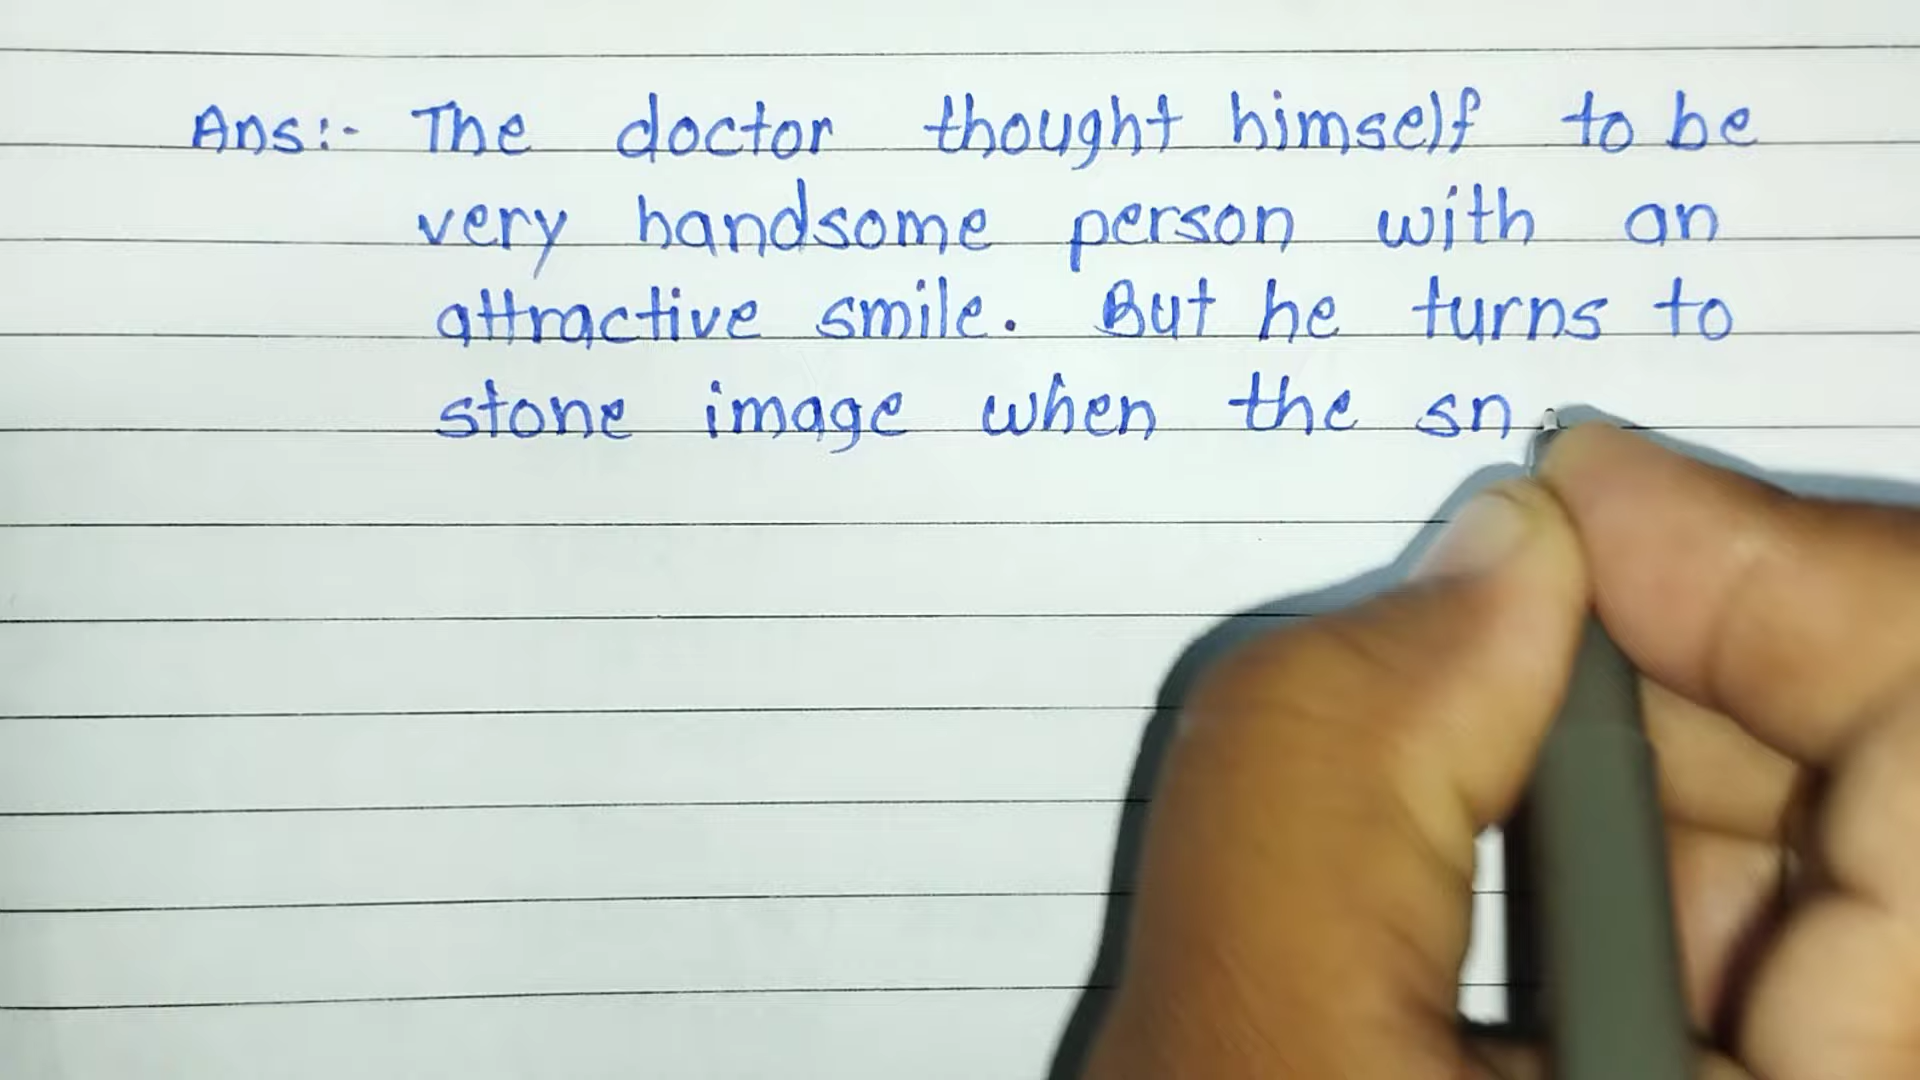 Ans:- The doctor thought himself to be
very handsome person with an
attractive smile. But he turns to
stone image when the sn